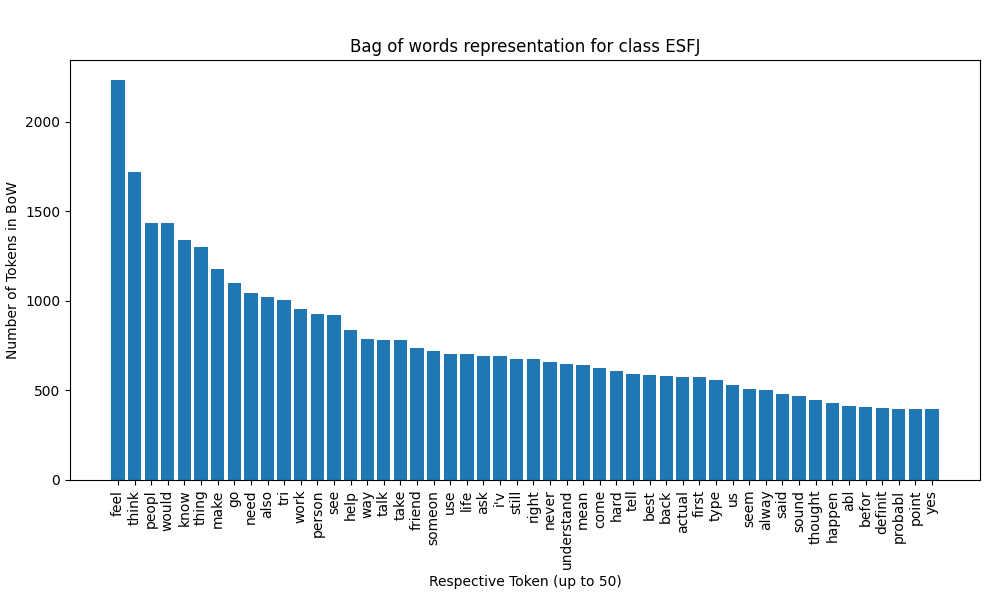 Bag of words representation for class ESFJ
Number of Tokens in BoW
2000
1500
1000
500
0
feel
think
peopl
would
know
thing
make
go
need
also
tri
work
person
see
help
way
talk
take
friend
someon
use
life
ask
i'v
still
right
never
understand
mean
come
hard
tell
best
back
actual
first
type
us
seem
alway
said
sound
thought
happen
abl
befor
definit
probabl
point
yes
Respective Token (up to 50)